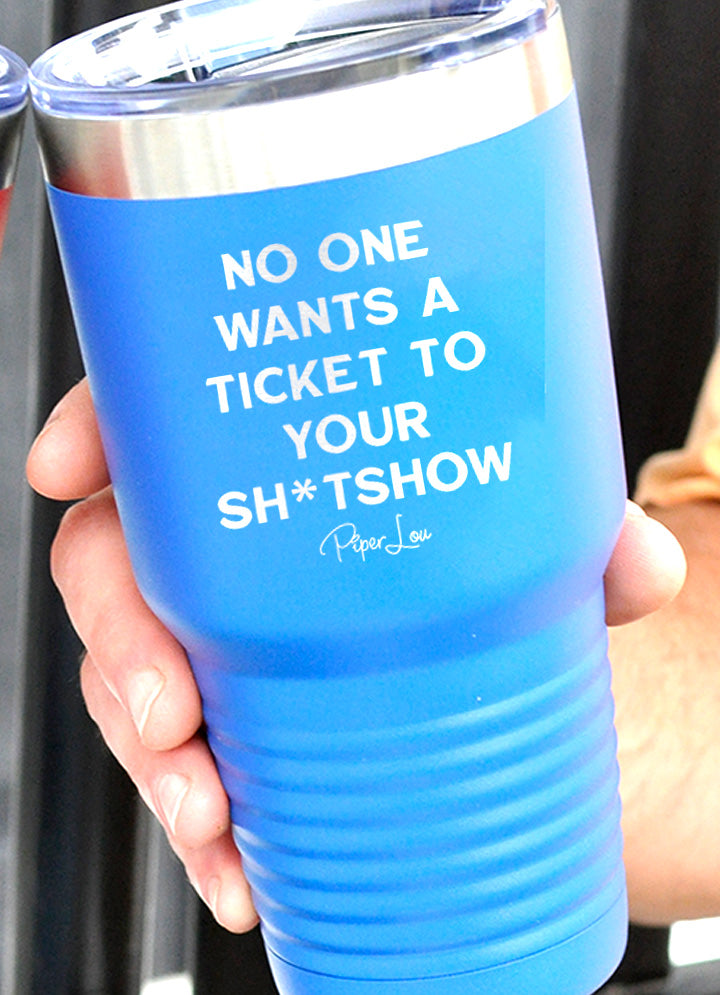 NO ONE
WANTS A
TICKET TO
YOUR
SH*TSHOW
Piper Lou